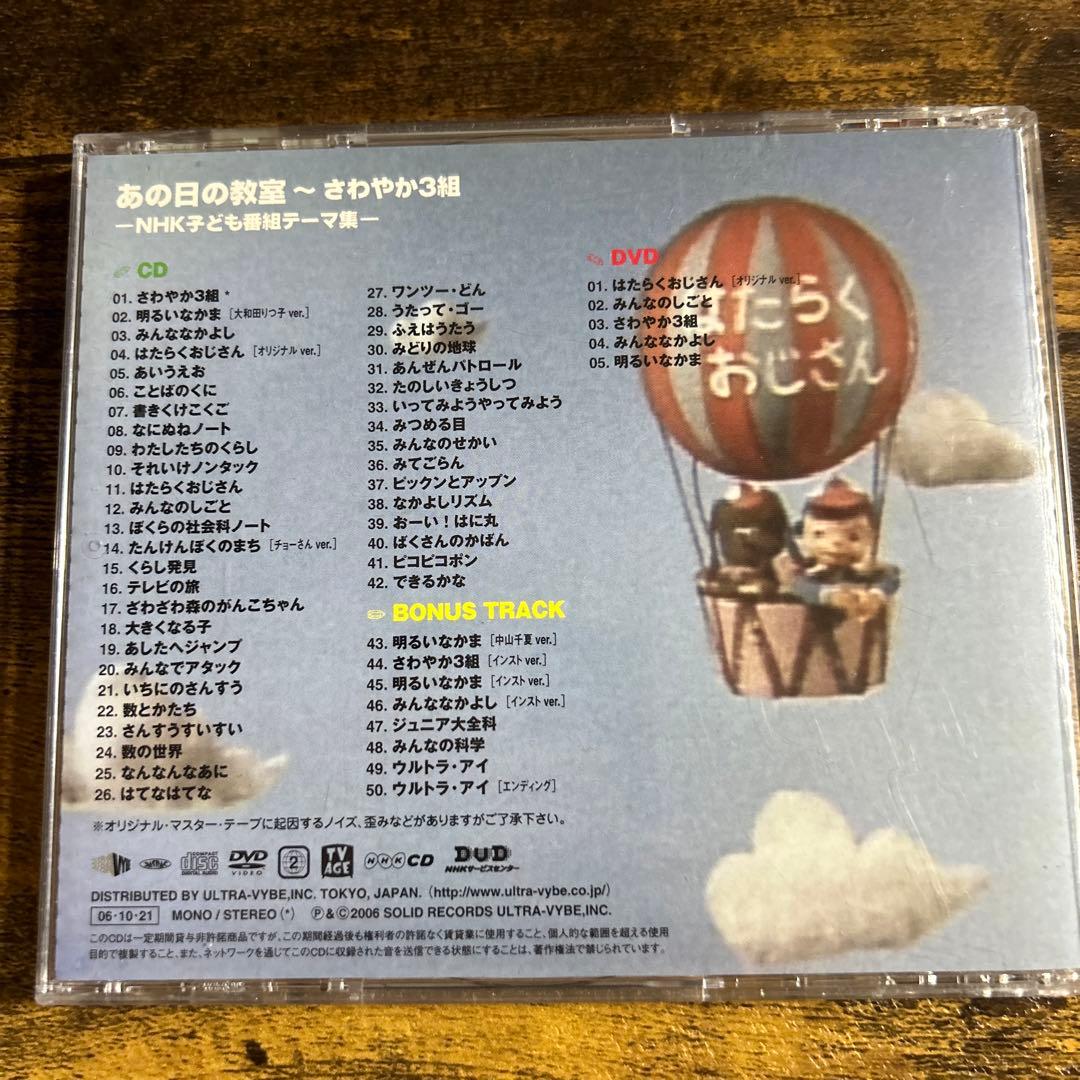 あの日の教室～さわやか3組
―NHK子ども番組テーマ集―
CD
01. さわやか3組 *
02. 明るいなかま [大和田りつ子 ver.]
03. みんななかよし
04. はたらくおじさん [オリジナル ver.]
05. あいうえお
06. ことばのくに
07. 書きくけこくご
08. なにぬねノート
09. わたしたちのくらし
10. それいけノンタック
11. はたらくおじさん
12. みんなのしごと
13. ぼくらの社会科ノート
14. たんけんぼくのまち [チョーさん ver.]
15. くらし発見
16. テレビの旅
17. ざわざわ森のがんこちゃん
18. 大きくなる子
19. あしたへジャンプ
20. みんなでアタック
21. いちにのさんすう
22. 数とかたち
23. さんすうすいすい
24. 数の世界
25. なんなんなあに
26. はてなはてな
27. ワンツー・どん
28. うたって・ゴー
29. ふえはうたう
30. みどりの地球
31. あんぜんパトロール
32. たのしいきょうしつ
33. いってみようやってみよう
34. みつめる目
35. みんなのせかい
36. みてごらん
37. ピックンとアップン
38. なかよしリズム
39. おーい！はに丸
40. ばくさんのかばん
41. ピコピコポン
42. できるかな
BONUS TRACK
43. 明るいなかま [中山千夏 ver.]
44. さわやか3組 [インスト ver.]
45. 明るいなかま [インスト ver.]
46. みんななかよし [インスト ver.]
47. ジュニア大全科
48. みんなの科学
49. ウルトラ・アイ
50. ウルトラ・アイ [エンディング]
DVD
01. はたらくおじさん [オリジナル ver.]
02. みんなのしごと
03. さわやか3組
04. みんななかよし
05. 明るいなかま
はたらく
おじさん
※オリジナル・マスター・テープに起因するノイズ、歪みなどがありますがご了承下さい。
COMPACT disc DIGITAL AUDIO
DVD VIDEO
2
TV AGE
NHK CD
DVD NHKサービスセンター
DISTRIBUTED BY ULTRA-VYBE,INC. TOKYO, JAPAN. (http://www.ultra-vybe.co.jp/)
06・10・21 MONO / STEREO (*) Ⓟ&Ⓒ2006 SOLID RECORDS ULTRA-VYBE,INC.
このCDは一定期間貸与非許諾商品ですが、この期間経過後も権利者の許諾なく賃貸業に使用すること、個人的な範囲を超える使用
目的で複製すること、また、ネットワークを通じてこのCDに収録された音を送信できる状態にすることは、著作権法で禁じられています。